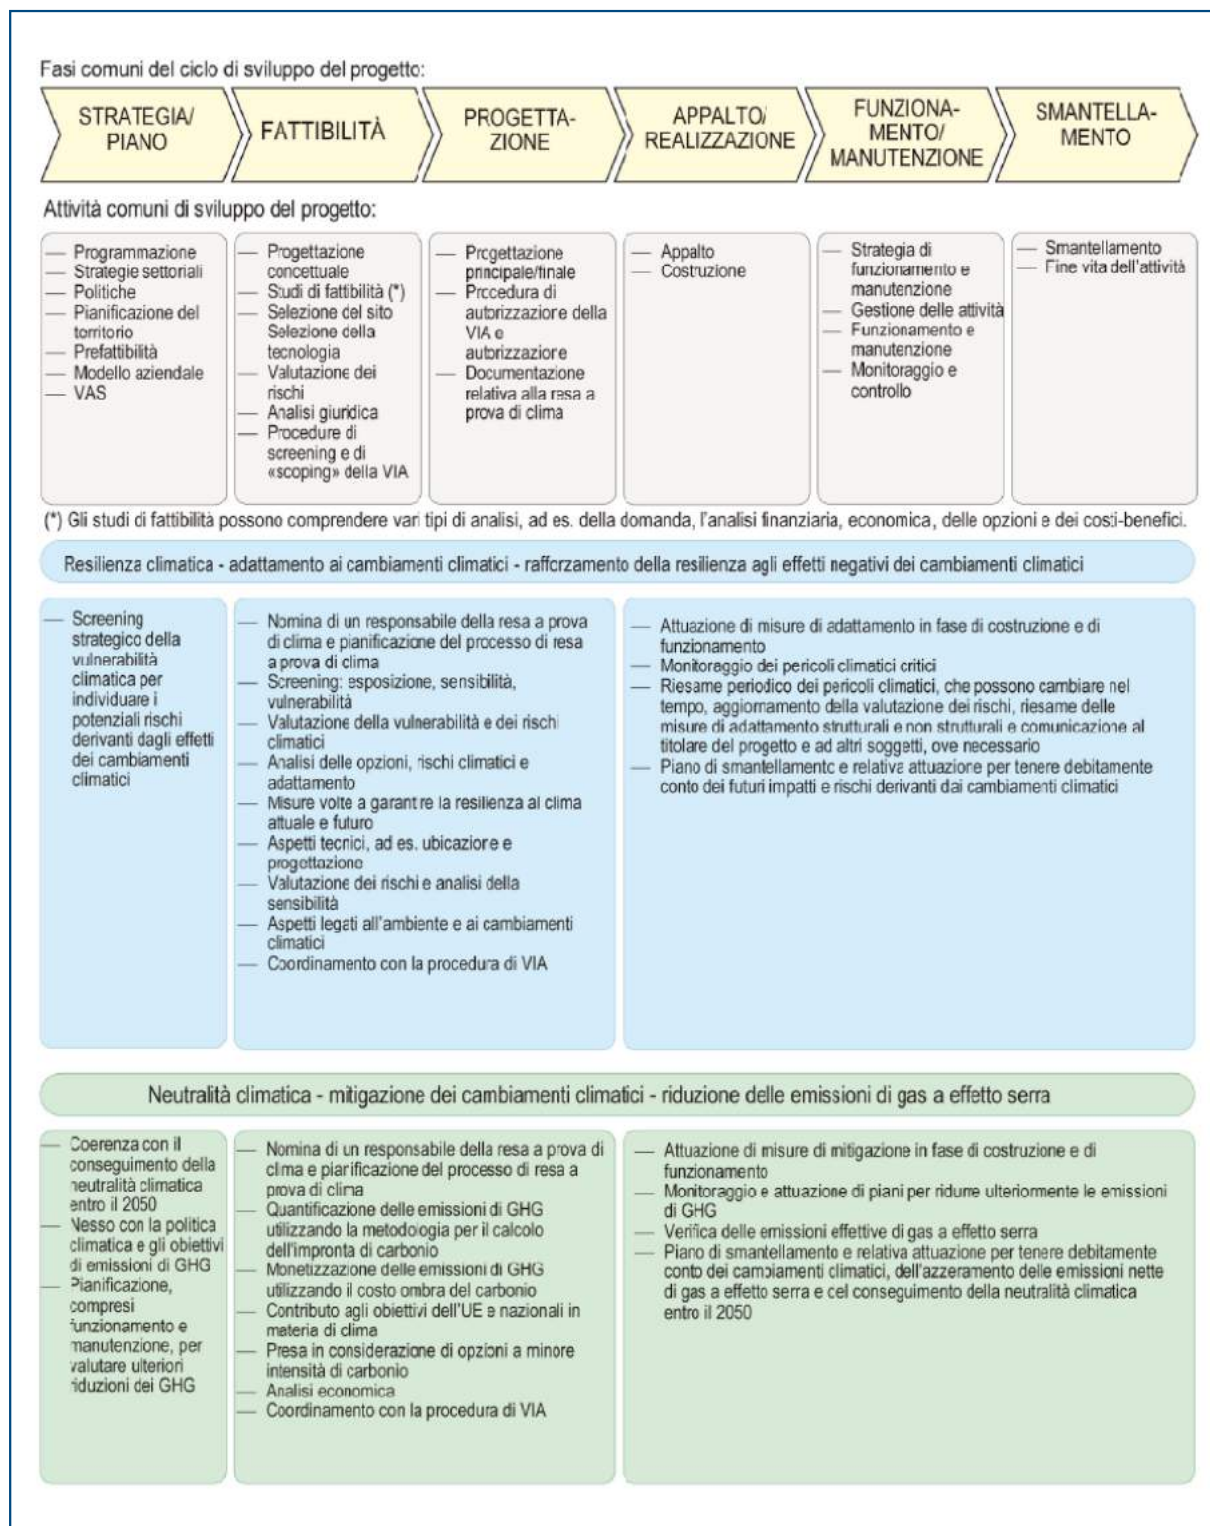 Fasi comuni del ciclo di sviluppo del progetto:
STRATEGIA/
PIANO
FATTIBILITÀ
PROGETTA-
ZIONE
APPALTO/
REALIZZAZIONE
FUNZIONA-
MENTO/
MANUTENZIONE
SMANTELLA-
MENTO
Attività comuni di sviluppo del progetto:
— Programmazione
— Strategie settoriali
— Politiche
— Pianificazione del
territorio
— Prefattibilità
— Modello aziendale
— VAS
— Progettazione
concettuale
— Studi di fattibilità (*)
— Selezione del sito
Selezione della
tecnologia
— Valutazione dei
rischi
— Analisi giuridica
— Procedure di
screening e di
«scoping» della VIA
— Progettazione
principale/finale
— Procedura di
autorizzazione della
VIA e
autorizzazione
— Documentazione
relativa alla resa a
prova di clima
— Appalto
— Costruzione
— Strategia di
funzionamento e
manutenzione
— Gestione delle attività
— Funzionamento e
manutenzione
— Monitoraggio e
controllo
— Smantellamento
— Fine vita dell'attività
(*) Gli studi di fattibilità possono comprendere vari tipi di analisi, ad es. della domanda, l'analisi finanziaria, economica, delle opzioni e dei costi-benefici.
Resilienza climatica - adattamento ai cambiamenti climatici - rafforzamento della resilienza agli effetti negativi dei cambiamenti climatici
— Screening
strategico della
vulnerabilità
climatica per
individuare i
potenziali rischi
derivanti dagli effetti
dei cambiamenti
climatici
— Nomina di un responsabile della resa a prova
di clima e pianificazione del processo di resa
a prova di clima
— Screening: esposizione, sensibilità,
vulnerabilità
— Valutazione della vulnerabilità e dei rischi
climatici
— Analisi delle opzioni, rischi climatici e
adattamento
— Misure volte a garantire la resilienza al clima
attuale e futuro
— Aspetti tecnici, ad es. ubicazione e
progettazione
— Valutazione dei rischi e analisi della
sensibilità
— Aspetti legati all'ambiente e ai cambiamenti
climatici
— Coordinamento con la procedura di VIA
— Attuazione di misure di adattamento in fase di costruzione e di
funzionamento
— Monitoraggio dei pericoli climatici critici
— Riesame periodico dei pericoli climatici, che possono cambiare nel
tempo, aggiornamento della valutazione dei rischi, riesame delle
misure di adattamento strutturali e non strutturali e comunicazione al
titolare del progetto e ad altri soggetti, ove necessario
— Piano di smantellamento e relativa attuazione per tenere debitamente
conto dei futuri impatti e rischi derivanti dai cambiamenti climatici
Neutralità climatica - mitigazione dei cambiamenti climatici - riduzione delle emissioni di gas a effetto serra
— Coerenza con il
conseguimento della
neutralità climatica
entro il 2050
— Nesso con la politica
climatica e gli obiettivi
di emissioni di GHG
— Pianificazione,
compresi
funzionamento e
manutenzione, per
valutare ulteriori
riduzioni dei GHG
— Nomina di un responsabile della resa a prova di
clima e pianificazione del processo di resa a
prova di clima
— Quantificazione delle emissioni di GHG
utilizzando la metodologia per il calcolo
dell'impronta di carbonio
— Monetizzazione delle emissioni di GHG
utilizzando il costo ombra del carbonio
— Contributo agli obiettivi dell'UE e nazionali in
materia di clima
— Presa in considerazione di opzioni a minore
intensità di carbonio
— Analisi economica
— Coordinamento con la procedura di VIA
— Attuazione di misure di mitigazione in fase di costruzione e di
funzionamento
— Monitoraggio e attuazione di piani per ridurre ulteriormente le emissioni
di GHG
— Verifica delle emissioni effettive di gas a effetto serra
— Piano di smantellamento e relativa attuazione per tenere debitamente
conto dei cambiamenti climatici, dell'azzeramento delle emissioni nette
di gas a effetto serra e cel conseguimento della neutralità climatica
entro il 2050